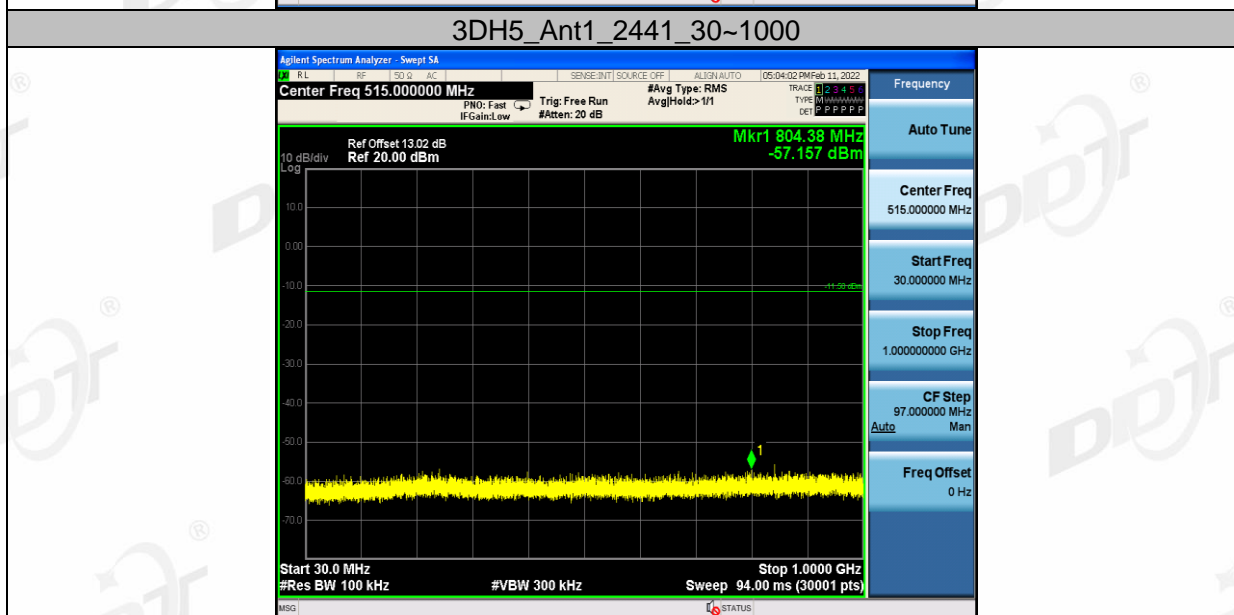 3DH5_Ant1_2441_30~1000
Agilent Spectrum Analyzer - Swept SA
RL RF 50 Ω AC SENSE:INT SOURCE OFF ALIGN AUTO 05:04:02 PM Feb 11, 2022
Center Freq 515.000000 MHz
PNO: Fast
IFGain:Low
Trig: Free Run
#Atten: 20 dB
#Avg Type: RMS
Avg|Hold:>1/1
TRACE 1 2 3 4 5 6
TYPE M
DET P P P P P P
Mkr1 804.38 MHz
-57.157 dBm
Ref Offset 13.02 dB
10 dB/div Ref 20.00 dBm
Log
10.0
0.00
-10.0
-11.58 dBm
-20.0
-30.0
-40.0
-50.0
1
-60.0
-70.0
Start 30.0 MHz Stop 1.0000 GHz
#Res BW 100 kHz #VBW 300 kHz Sweep 94.00 ms (30001 pts)
MSG STATUS
Frequency
Auto Tune
Center Freq
515.000000 MHz
Start Freq
30.000000 MHz
Stop Freq
1.000000000 GHz
CF Step
97.000000 MHz
Auto Man
Freq Offset
0 Hz